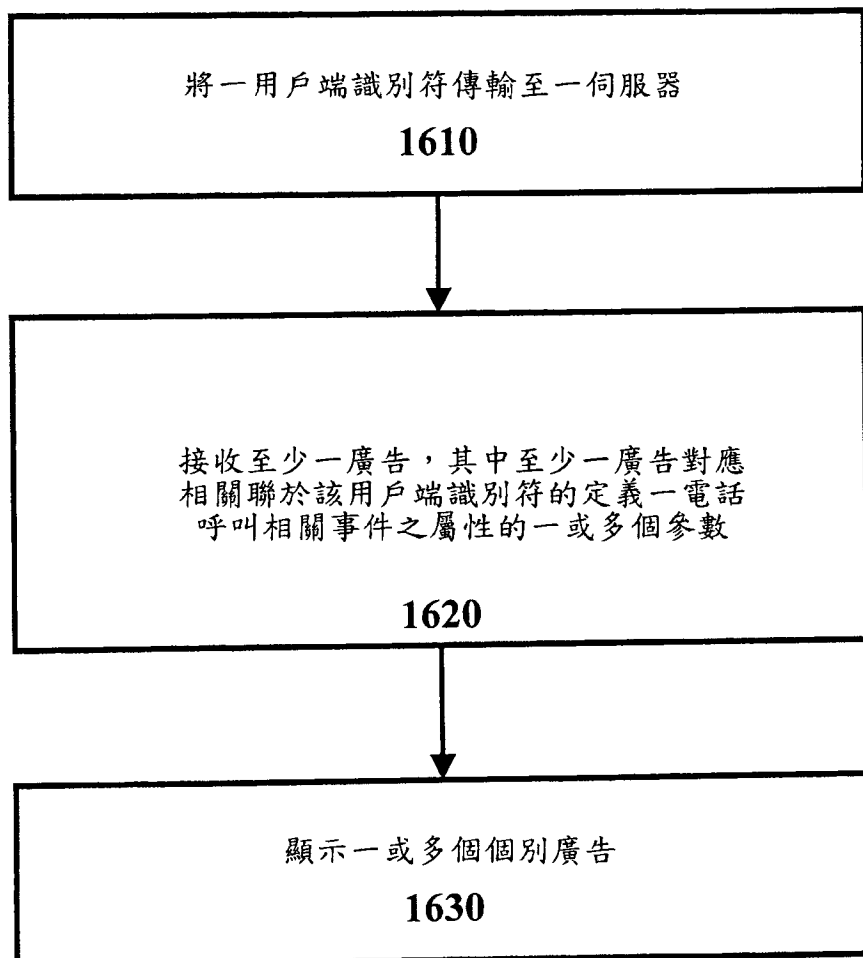 將一用戶端識別符傳輸至一伺服器
1610
接收至少一廣告，其中至少一廣告對應
相關聯於該用戶端識別符的定義一電話
呼叫相關事件之屬性的一或多個參數
1620
顯示一或多個個別廣告
1630